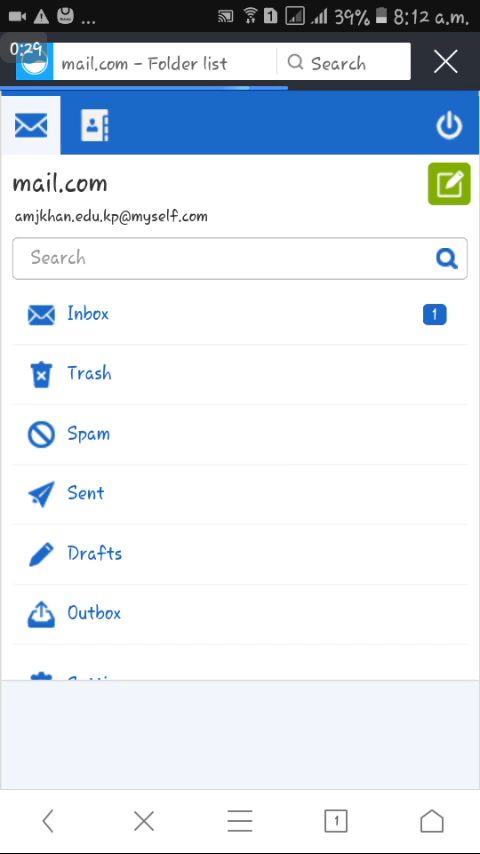 ... 39% 8:12 a.m.
0:29
mail.com – Folder list Search
mail.com
amjkhan.edu.kp@myself.com
Search
Inbox 1
Trash
Spam
Sent
Drafts
Outbox
1